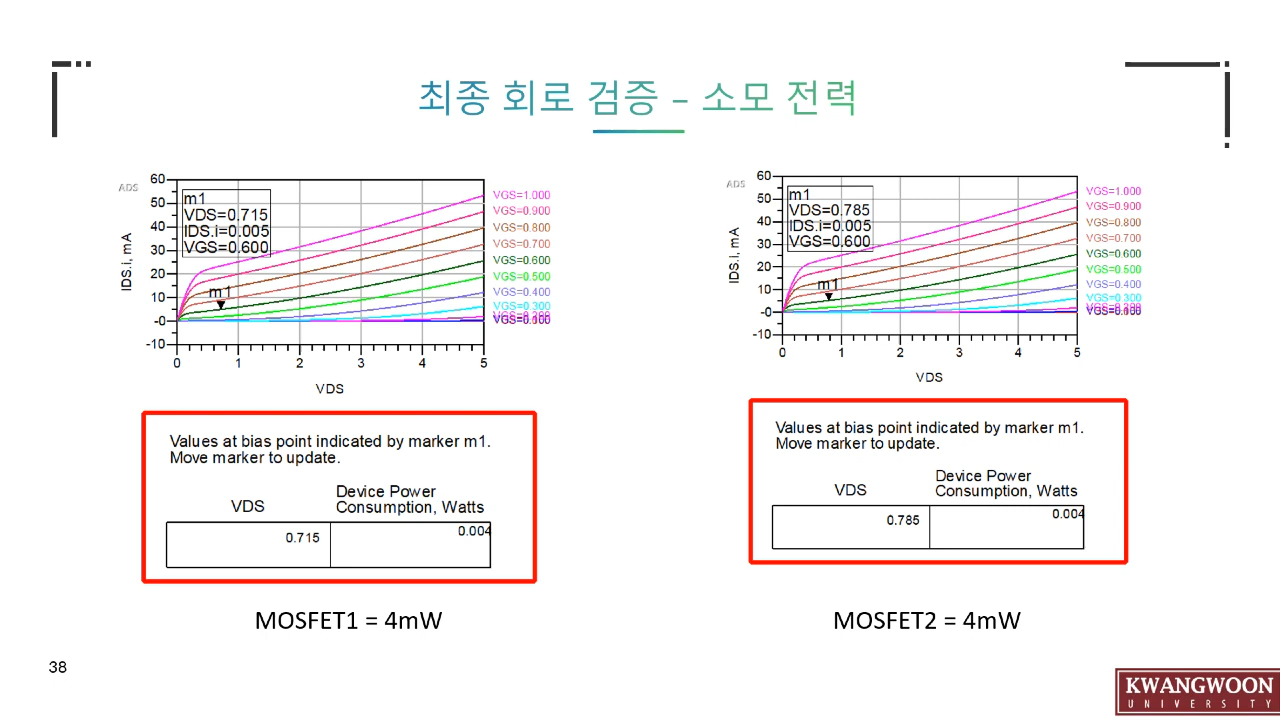 최종 회로 검증 – 소모 전력
ADS
m1
VDS=0.715
IDS.i=0.005
VGS=0.600
m1
IDS.i, mA
60
50
40
30
20
10
-0
-10
0 1 2 3 4 5
VDS
VGS=1.000
VGS=0.900
VGS=0.800
VGS=0.700
VGS=0.600
VGS=0.500
VGS=0.400
VGS=0.300
Values at bias point indicated by marker m1.
Move marker to update.
VDS
Device Power
Consumption, Watts
0.715
0.004
MOSFET1 = 4mW
ADS
m1
VDS=0.785
IDS.i=0.005
VGS=0.600
m1
IDS.i, mA
60
50
40
30
20
10
-0
-10
0 1 2 3 4 5
VDS
VGS=1.000
VGS=0.900
VGS=0.800
VGS=0.700
VGS=0.600
VGS=0.500
VGS=0.400
VGS=0.300
Values at bias point indicated by marker m1.
Move marker to update.
VDS
Device Power
Consumption, Watts
0.785
0.004
MOSFET2 = 4mW
38
KWANGWOON
UNIVERSITY